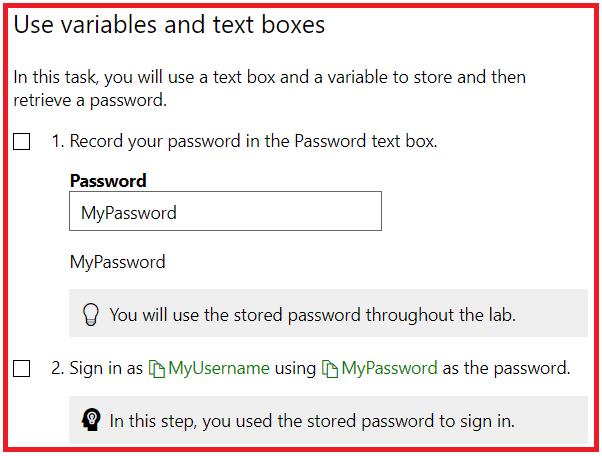 Use variables and text boxes
In this task, you will use a text box and a variable to store and then
retrieve a password.
1. Record your password in the Password text box.
Password
MyPassword
MyPassword
You will use the stored password throughout the lab.
2. Sign in as MyUsername using MyPassword as the password.
In this step, you used the stored password to sign in.